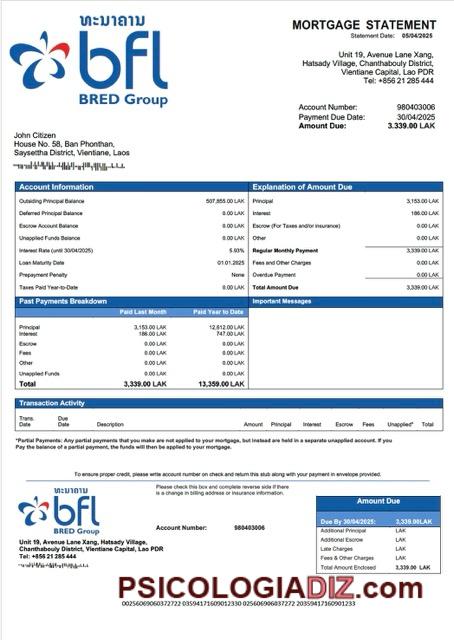 ທະນາຄານ
bfl
BRED Group
MORTGAGE STATEMENT
Statement Date: 05/04/2025
Unit 19, Avenue Lane Xang,
Hatsady Village, Chanthabouly District,
Vientiane Capital, Lao PDR
Tel: +856 21 285 444
Account Number: 980403006
Payment Due Date: 30/04/2025
Amount Due: 3.339.00 LAK
John Citizen
House No. 58, Ban Phonthan,
Saysettha District, Vientiane, Laos
Account Information
Outsiding Principal Balance 507,855.00 LAK
Deferred Principal Balance 0.00 LAK
Escrow Account Balance 0.00 LAK
Unapplied Funds Balance 0.00 LAK
Interest Rate (until 30/04/2025) 5.93%
Loan Maturity Date 01.01.2025
Prepayment Penalty None
Taxes Paid Year-to-Date 0.00 LAK
Explanation of Amount Due
Principal 3,153.00 LAK
Interest 186.00 LAK
Escrow (For Taxes and/or insurance) 0.00 LAK
Other 0.00 LAK
Regular Monthly Payment 3,339.00 LAK
Fees and Other Charges 0.00 LAK
Overdue Payment 0.00 LAK
Total Amount Due 3,339.00 LAK
Past Payments Breakdown
Paid Last Month Paid Year to Date
Principal 3,153.00 LAK 12,612.00 LAK
Interest 186.00 LAK 747.00 LAK
Escrow 0.00 LAK 0.00 LAK
Fees 0.00 LAK 0.00 LAK
Other 0.00 LAK 0.00 LAK
Unapplied Funds 0.00 LAK 0.00 LAK
Total 3,339.00 LAK 13,359.00 LAK
Important Messages
Transaction Activity
Trans. Date Due Date Description Amount Principal Interest Escrow Fees Unapplied* Total
*Partial Payments: Any partial payments that you make are not applied to your mortgage, but instead are held in a separate unapplied account. If you
Pay the balance of a partial payment, the funds will then be applied to your mortgage.
To ensure proper credit, please write account number on check and return this stub along with your payment in envelope provided.
ທະນາຄານ
bfl
BRED Group
Please check this box and complete reverse side if there
is a change in billing address or insurance information.
Account Number: 980403006
Unit 19, Avenue Lane Xang, Hatsady Village,
Chanthabouly District, Vientiane Capital, Lao PDR
Tel: +856 21 285 444
Amount Due
Due By 30/04/2025: 3,339.00LAK
Additional Principal LAK
Additional Escrow LAK
Late Charges LAK
Fees & Other Charges LAK
Total Amount Enclosed 3,339.00 LAK
PSICOLOGIADIZ.com